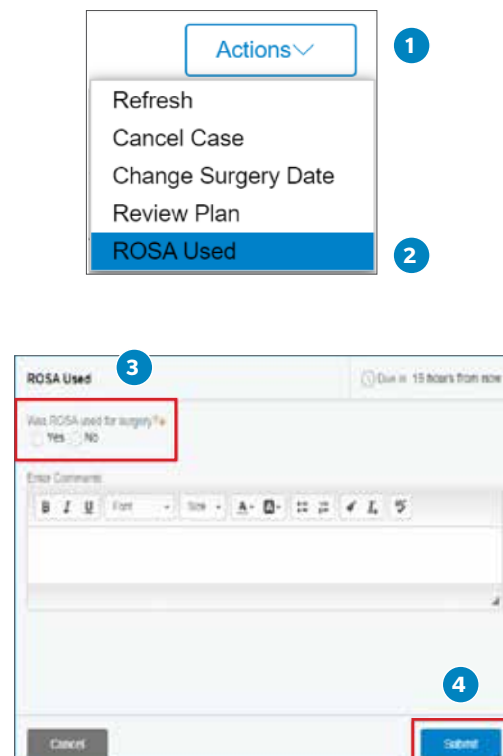 Actions
1
Refresh
Cancel Case
Change Surgery Date
Review Plan
ROSA Used
2
3
ROSA Used
Due in 15 hours from now
Was ROSA used for surgery?
Yes No
Enter Comments
B I U Font Size A A
4
Cancel
Submit